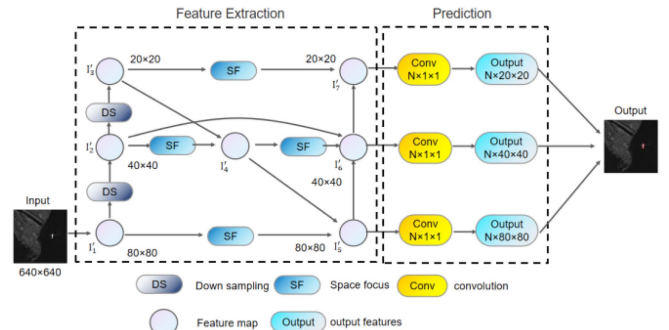 Feature Extraction
Prediction
I′3
20×20
SF
20×20
I′7
Conv
N×1×1
Output
N×20×20
DS
Output
I′2
SF
I′4
SF
I′6
Conv
N×1×1
Output
N×40×40
40×40
40×40
DS
Input
I′1
80×80
SF
80×80
I′5
Conv
N×1×1
Output
N×80×80
640×640
DS
Down sampling
SF
Space focus
Conv
convolution
Feature map
Output
output features